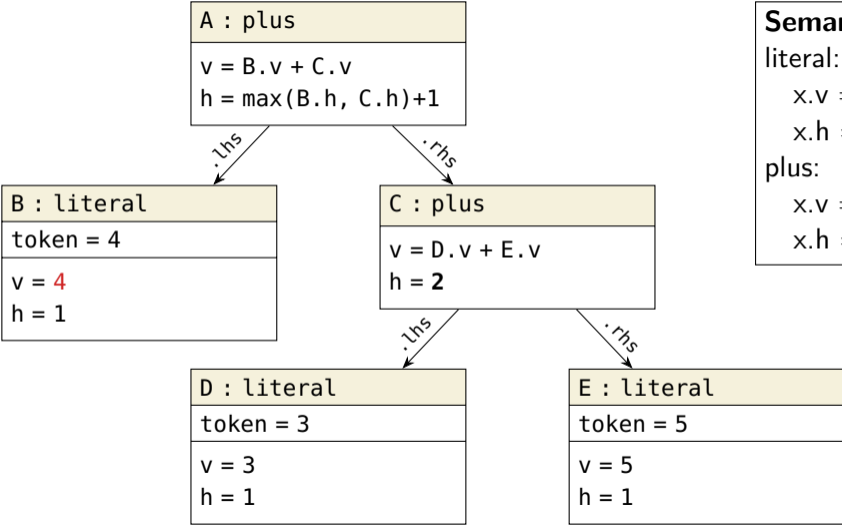 A : plus
v = B.v + C.v
h = max(B.h, C.h)+1
.lhs
.rhs
literal:
x.v =
x.h =
plus:
x.v =
x.h =
B : literal
token = 4
v = 4
h = 1
C : plus
v = D.v + E.v
h = 2
.lhs
.rhs
D : literal
token = 3
v = 3
h = 1
E : literal
token = 5
v = 5
h = 1